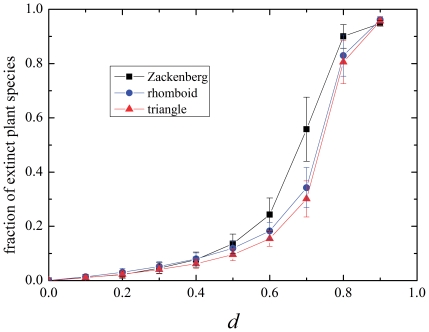 fraction of extinct plant species
1.0
0.8
0.6
0.4
0.2
0.0
Zackenberg
rhomboid
triangle
0.0 0.2 0.4 0.6 0.8 1.0
d